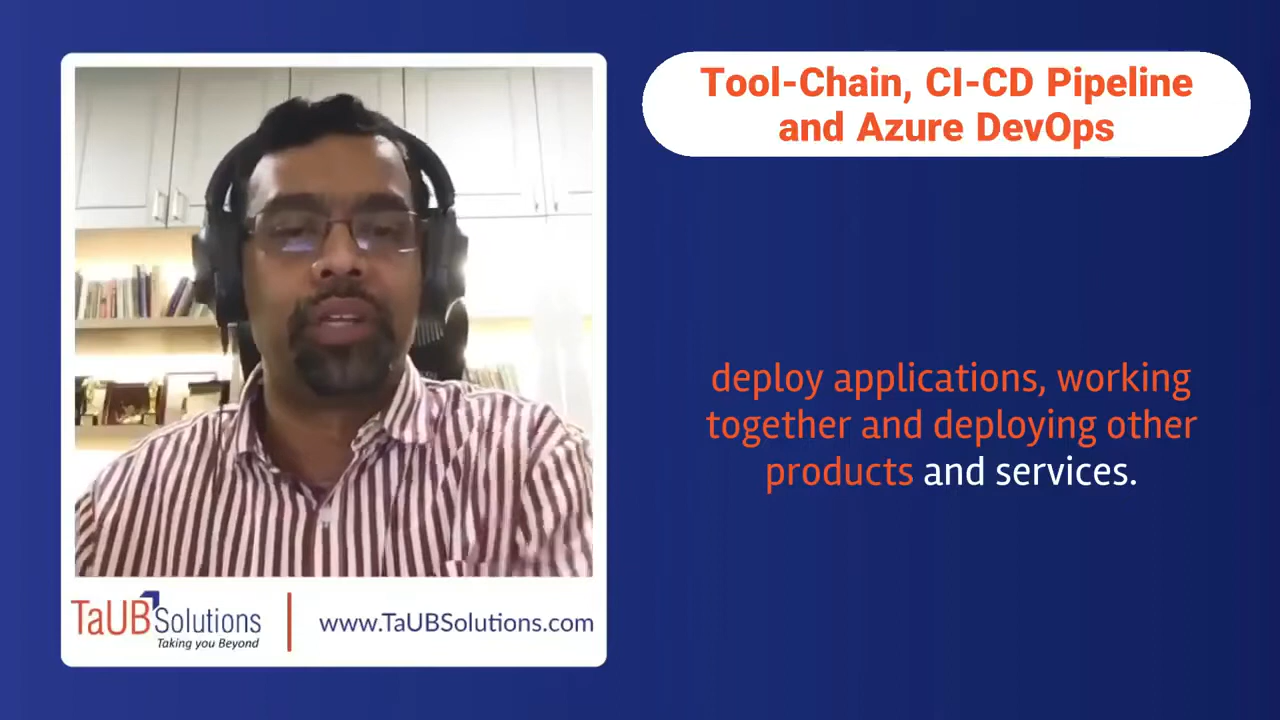 Tool-Chain, CI-CD Pipeline
and Azure DevOps
deploy applications, working
together and deploying other
products and services.
TaUB Solutions
Taking you Beyond
www.TaUBSolutions.com